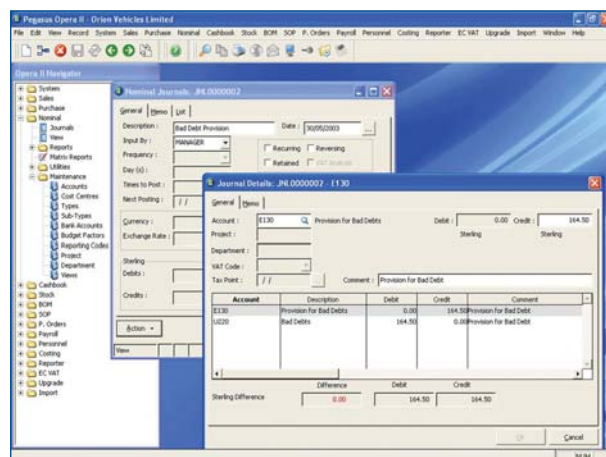 Pegasus Opera II - Orion Vehicles Limited
File Edit View Record System Sales Purchase Nominal Cashbook Stock BOM SOP P. Orders Payroll Personnel Costing Reporter EC VAT Upgrade Import Window Help
Opera II Navigator
System
Sales
Purchase
Nominal
Journals
View
Reports
Matrix Reports
Utilities
Maintenance
Accounts
Cost Centres
Types
Sub-Types
Bank Accounts
Budget Factors
Reporting Codes
Project
Department
Views
Cashbook
Stock
BOM
SOP
P. Orders
Payroll
Personnel
Costing
Reporter
EC VAT
Upgrade
Import
Nominal Journals: JNL0000002
General Memo List
Description : Bad Debt Provision Date : 30/05/2003 ...
Input By : MANAGER Recurring Reversing
Frequency : Retained VAT Analysis
Day (s) :
Times to Post :
Next Posting : / /
Currency :
Exchange Rate :
Sterling
Debits :
Credits :
Action
View
Journal Details: JNL0000002 - E130
General Memo
Account : E130 Provision for Bad Debts Debit : 0.00 Credit : 164.50
Project : Sterling Sterling
Department :
VAT Code :
Tax Point : / / ... Comment : Provision for Bad Debt
Account Description Debit Credit Comment
E130 Provision for Bad Debts 0.00 164.50 Provision for Bad Debt
U220 Bad Debts 164.50 0.00 Provision for Bad Debt
Difference Debit Credit
Sterling Difference 0.00 164.50 164.50
Ok Cancel
NUM